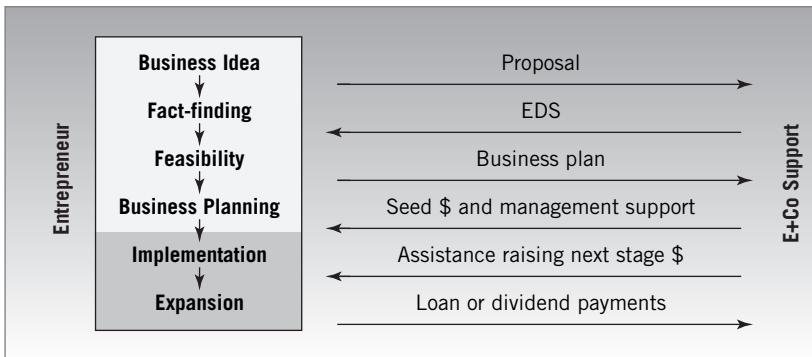 Entrepreneur
Business Idea
Fact-finding
Feasibility
Business Planning
Implementation
Expansion
Proposal
EDS
Business plan
Seed $ and management support
Assistance raising next stage $
Loan or dividend payments
E+Co Support